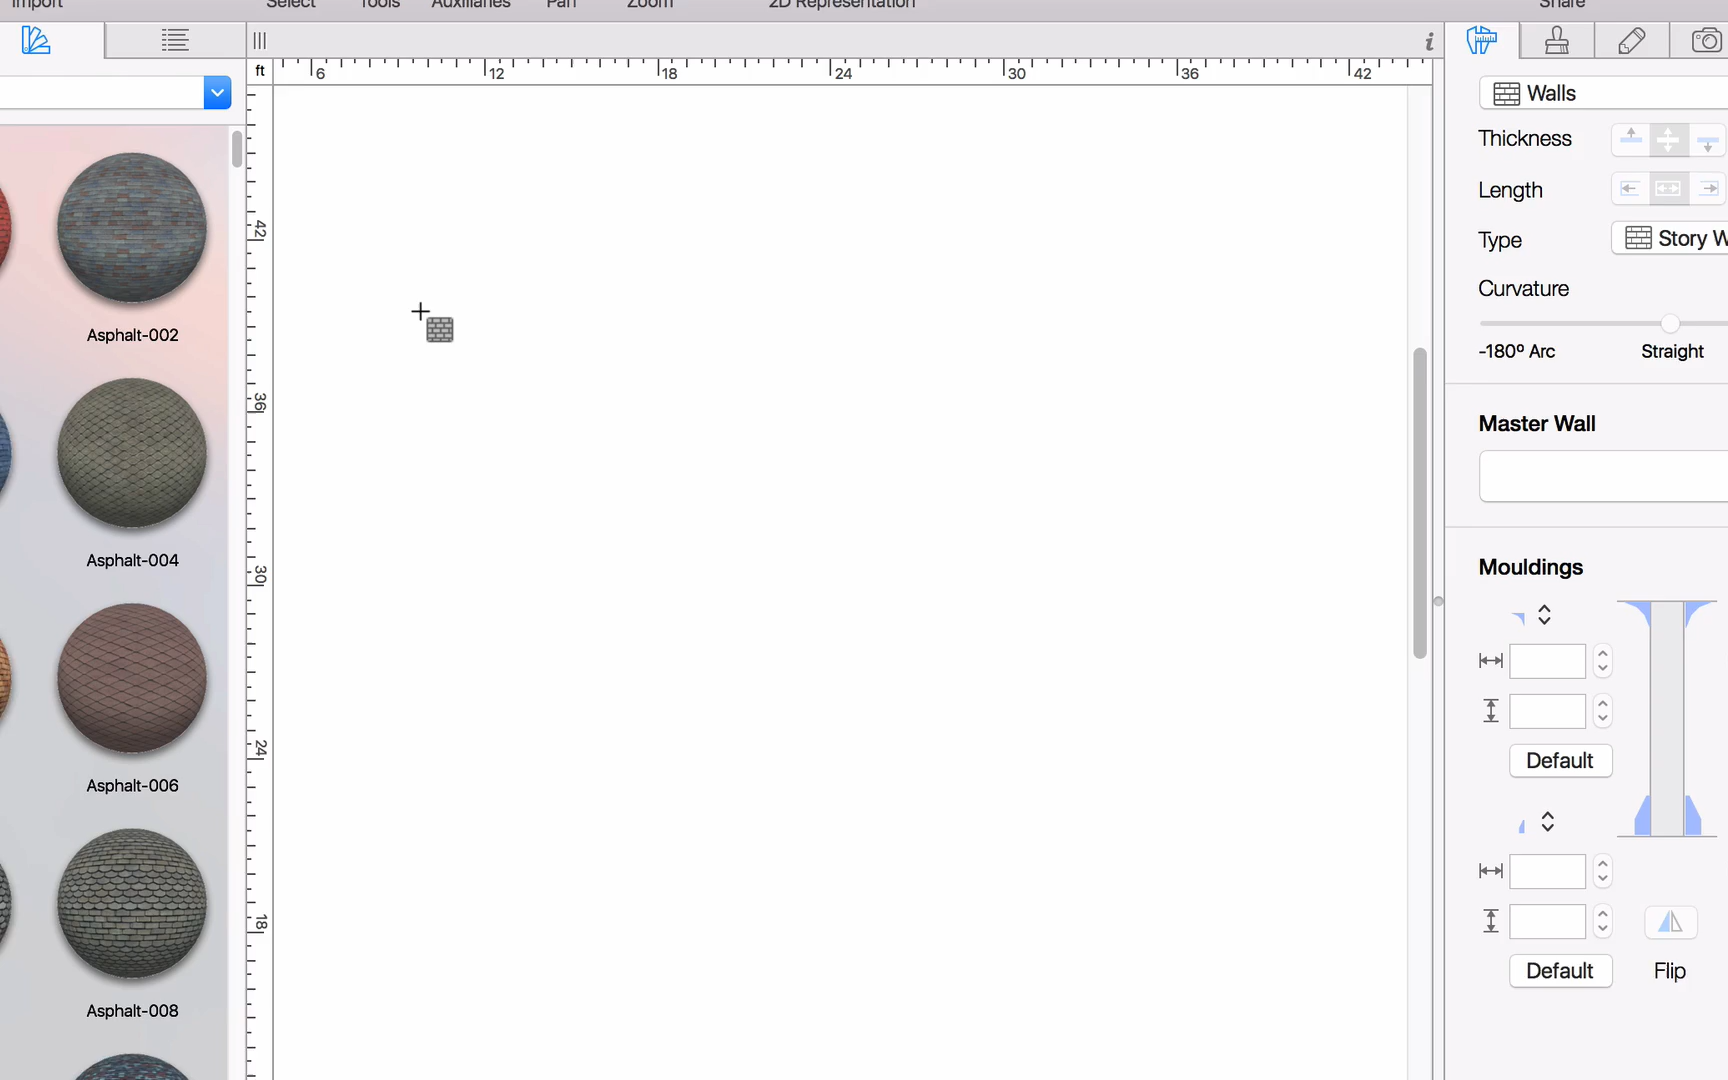 Import Select Tools Auxiliaries Pan Zoom 2D Representation Share
ft 6 12 18 24 30 36 42
42
36
30
24
18
Asphalt-002
Asphalt-004
Asphalt-006
Asphalt-008
i
Walls
Thickness
Length
Type Story W
Curvature
-180º Arc Straight
Master Wall
Mouldings
Default
Default Flip